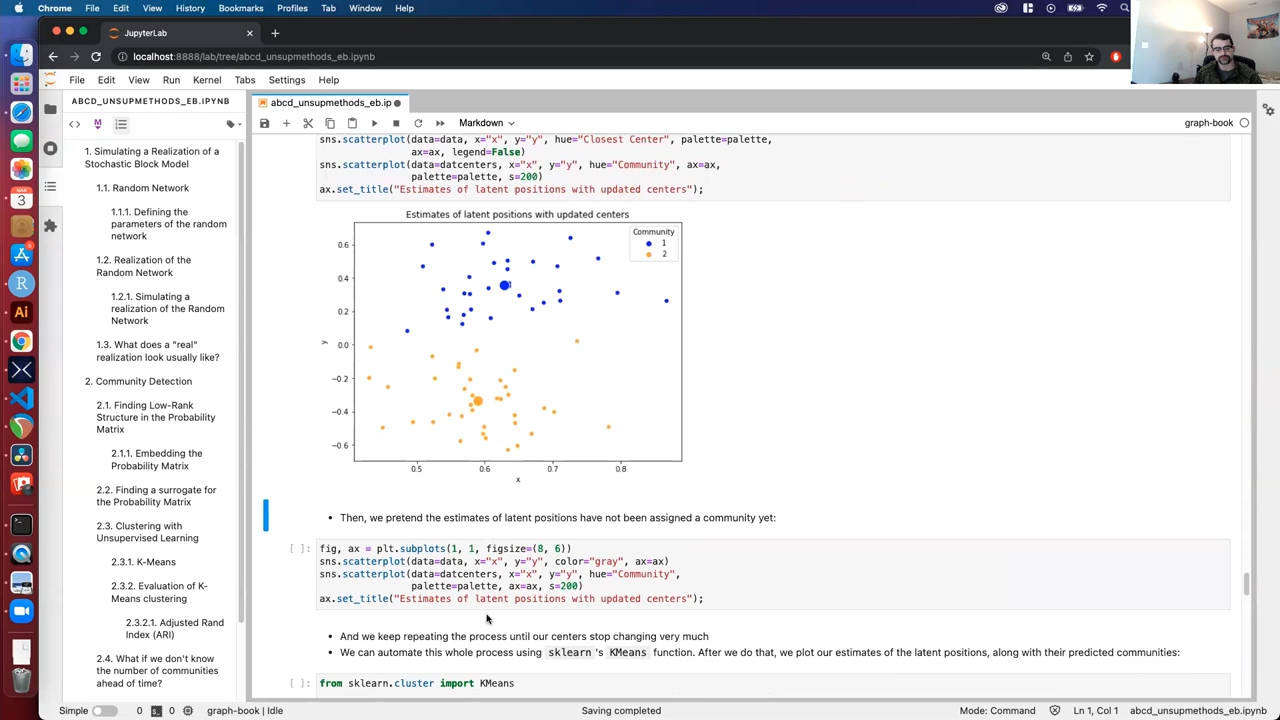 Chrome File Edit View History Bookmarks Profiles Tab Window Help
JupyterLab
localhost:8888/lab/tree/abcd_unsupmethods_eb.ipynb
File Edit View Run Kernel Tabs Settings Help
ABCD_UNSUPMETHODS_EB.IPYNB
abcd_unsupmethods_eb.ip
M
Markdown
graph-book
1. Simulating a Realization of a
Stochastic Block Model
1.1. Random Network
1.1.1. Defining the
parameters of the random
network
1.2. Realization of the
Random Network
1.2.1. Simulating a
realization of the Random
Network
1.3. What does a "real"
realization look usually like?
2. Community Detection
2.1. Finding Low-Rank
Structure in the Probability
Matrix
2.1.1. Embedding the
Probability Matrix
2.2. Finding a surrogate for
the Probability Matrix
2.3. Clustering with
Unsupervised Learning
2.3.1. K-Means
2.3.2. Evaluation of K-
Means clustering
2.3.2.1. Adjusted Rand
Index (ARI)
2.4. What if we don't know
the number of communities
ahead of time?
sns.scatterplot(data=data, x="x", y="y", hue="Closest Center", palette=palette,
ax=ax, legend=False)
sns.scatterplot(data=datcenters, x="x", y="y", hue="Community", ax=ax,
palette=palette, s=200)
ax.set_title("Estimates of latent positions with updated centers");
Estimates of latent positions with updated centers
Community
1
2
0.6
0.4
0.2
0.0
−0.2
−0.4
−0.6
y
0.5 0.6 0.7 0.8
x
• Then, we pretend the estimates of latent positions have not been assigned a community yet:
[ ]: fig, ax = plt.subplots(1, 1, figsize=(8, 6))
sns.scatterplot(data=data, x="x", y="y", color="gray", ax=ax)
sns.scatterplot(data=datcenters, x="x", y="y", hue="Community",
palette=palette, ax=ax, s=200)
ax.set_title("Estimates of latent positions with updated centers");
• And we keep repeating the process until our centers stop changing very much
• We can automate this whole process using sklearn 's KMeans function. After we do that, we plot our estimates of the latent positions, along with their predicted communities:
[ ]: from sklearn.cluster import KMeans
Simple 0 0 graph-book | Idle Saving completed Mode: Command Ln 1, Col 1 abcd_unsupmethods_eb.ipynb
3
R
Ai